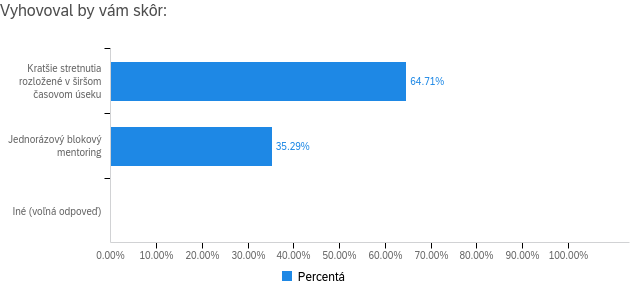 Vyhovoval by vám skôr:
Kratšie stretnutia
rozložené v širšom
časovom úseku
64.71%
Jednorázový blokový
mentoring
35.29%
Iné (voľná odpoveď)
0.00% 10.00% 20.00% 30.00% 40.00% 50.00% 60.00% 70.00% 80.00% 90.00% 100.00%
Percentá